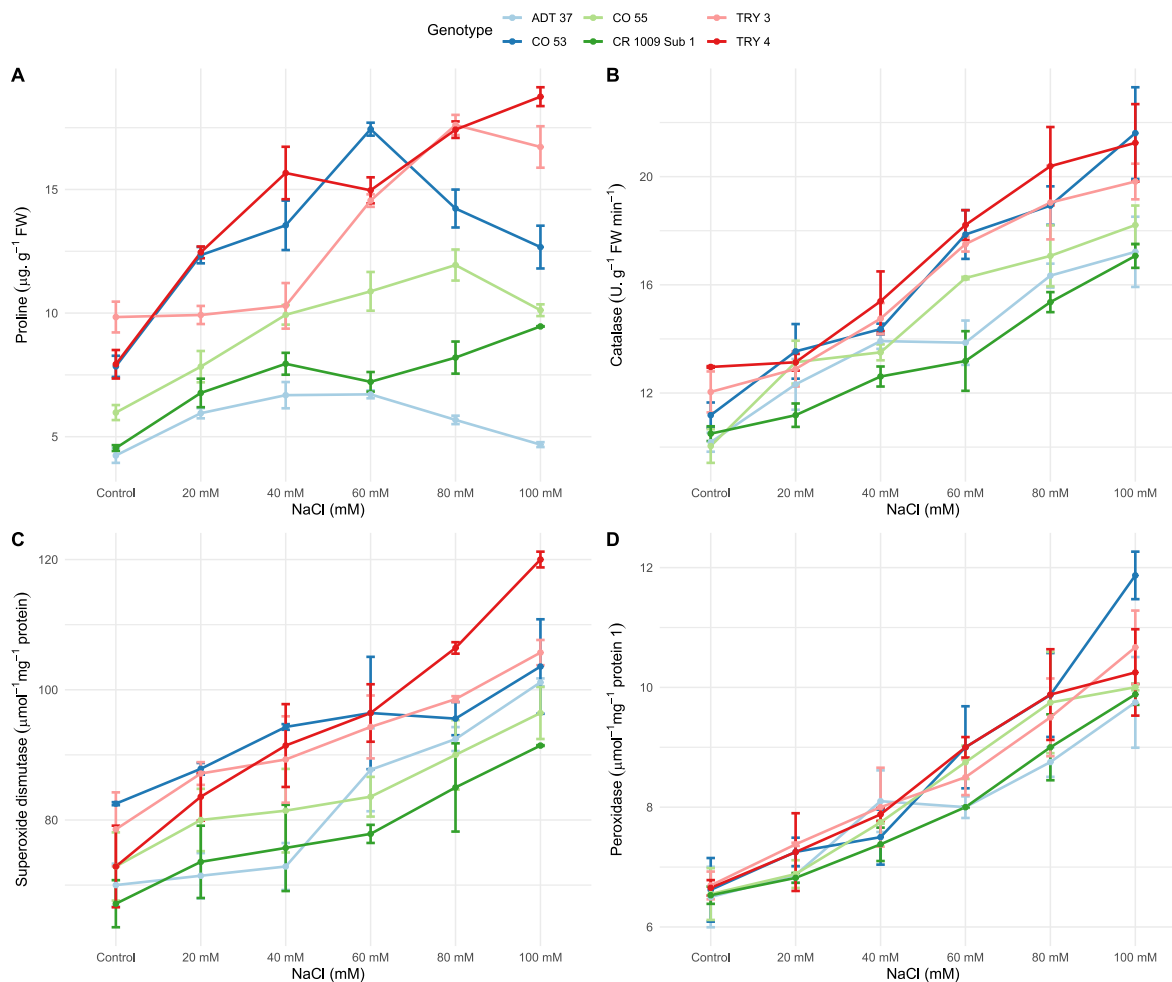 Genotype
ADT 37 CO 55 TRY 3
CO 53 CR 1009 Sub 1 TRY 4
A
Proline (µg. g⁻¹ FW)
15
10
5
Control 20 mM 40 mM 60 mM 80 mM 100 mM
NaCl (mM)
B
Catalase (U. g⁻¹ FW min⁻¹)
20
16
12
Control 20 mM 40 mM 60 mM 80 mM 100 mM
NaCl (mM)
C
Superoxide dismutase (µmol⁻¹mg⁻¹ protein)
120
100
80
Control 20 mM 40 mM 60 mM 80 mM 100 mM
NaCl (mM)
D
Peroxidase (µmol⁻¹mg⁻¹ protein 1)
12
10
8
6
Control 20 mM 40 mM 60 mM 80 mM 100 mM
NaCl (mM)